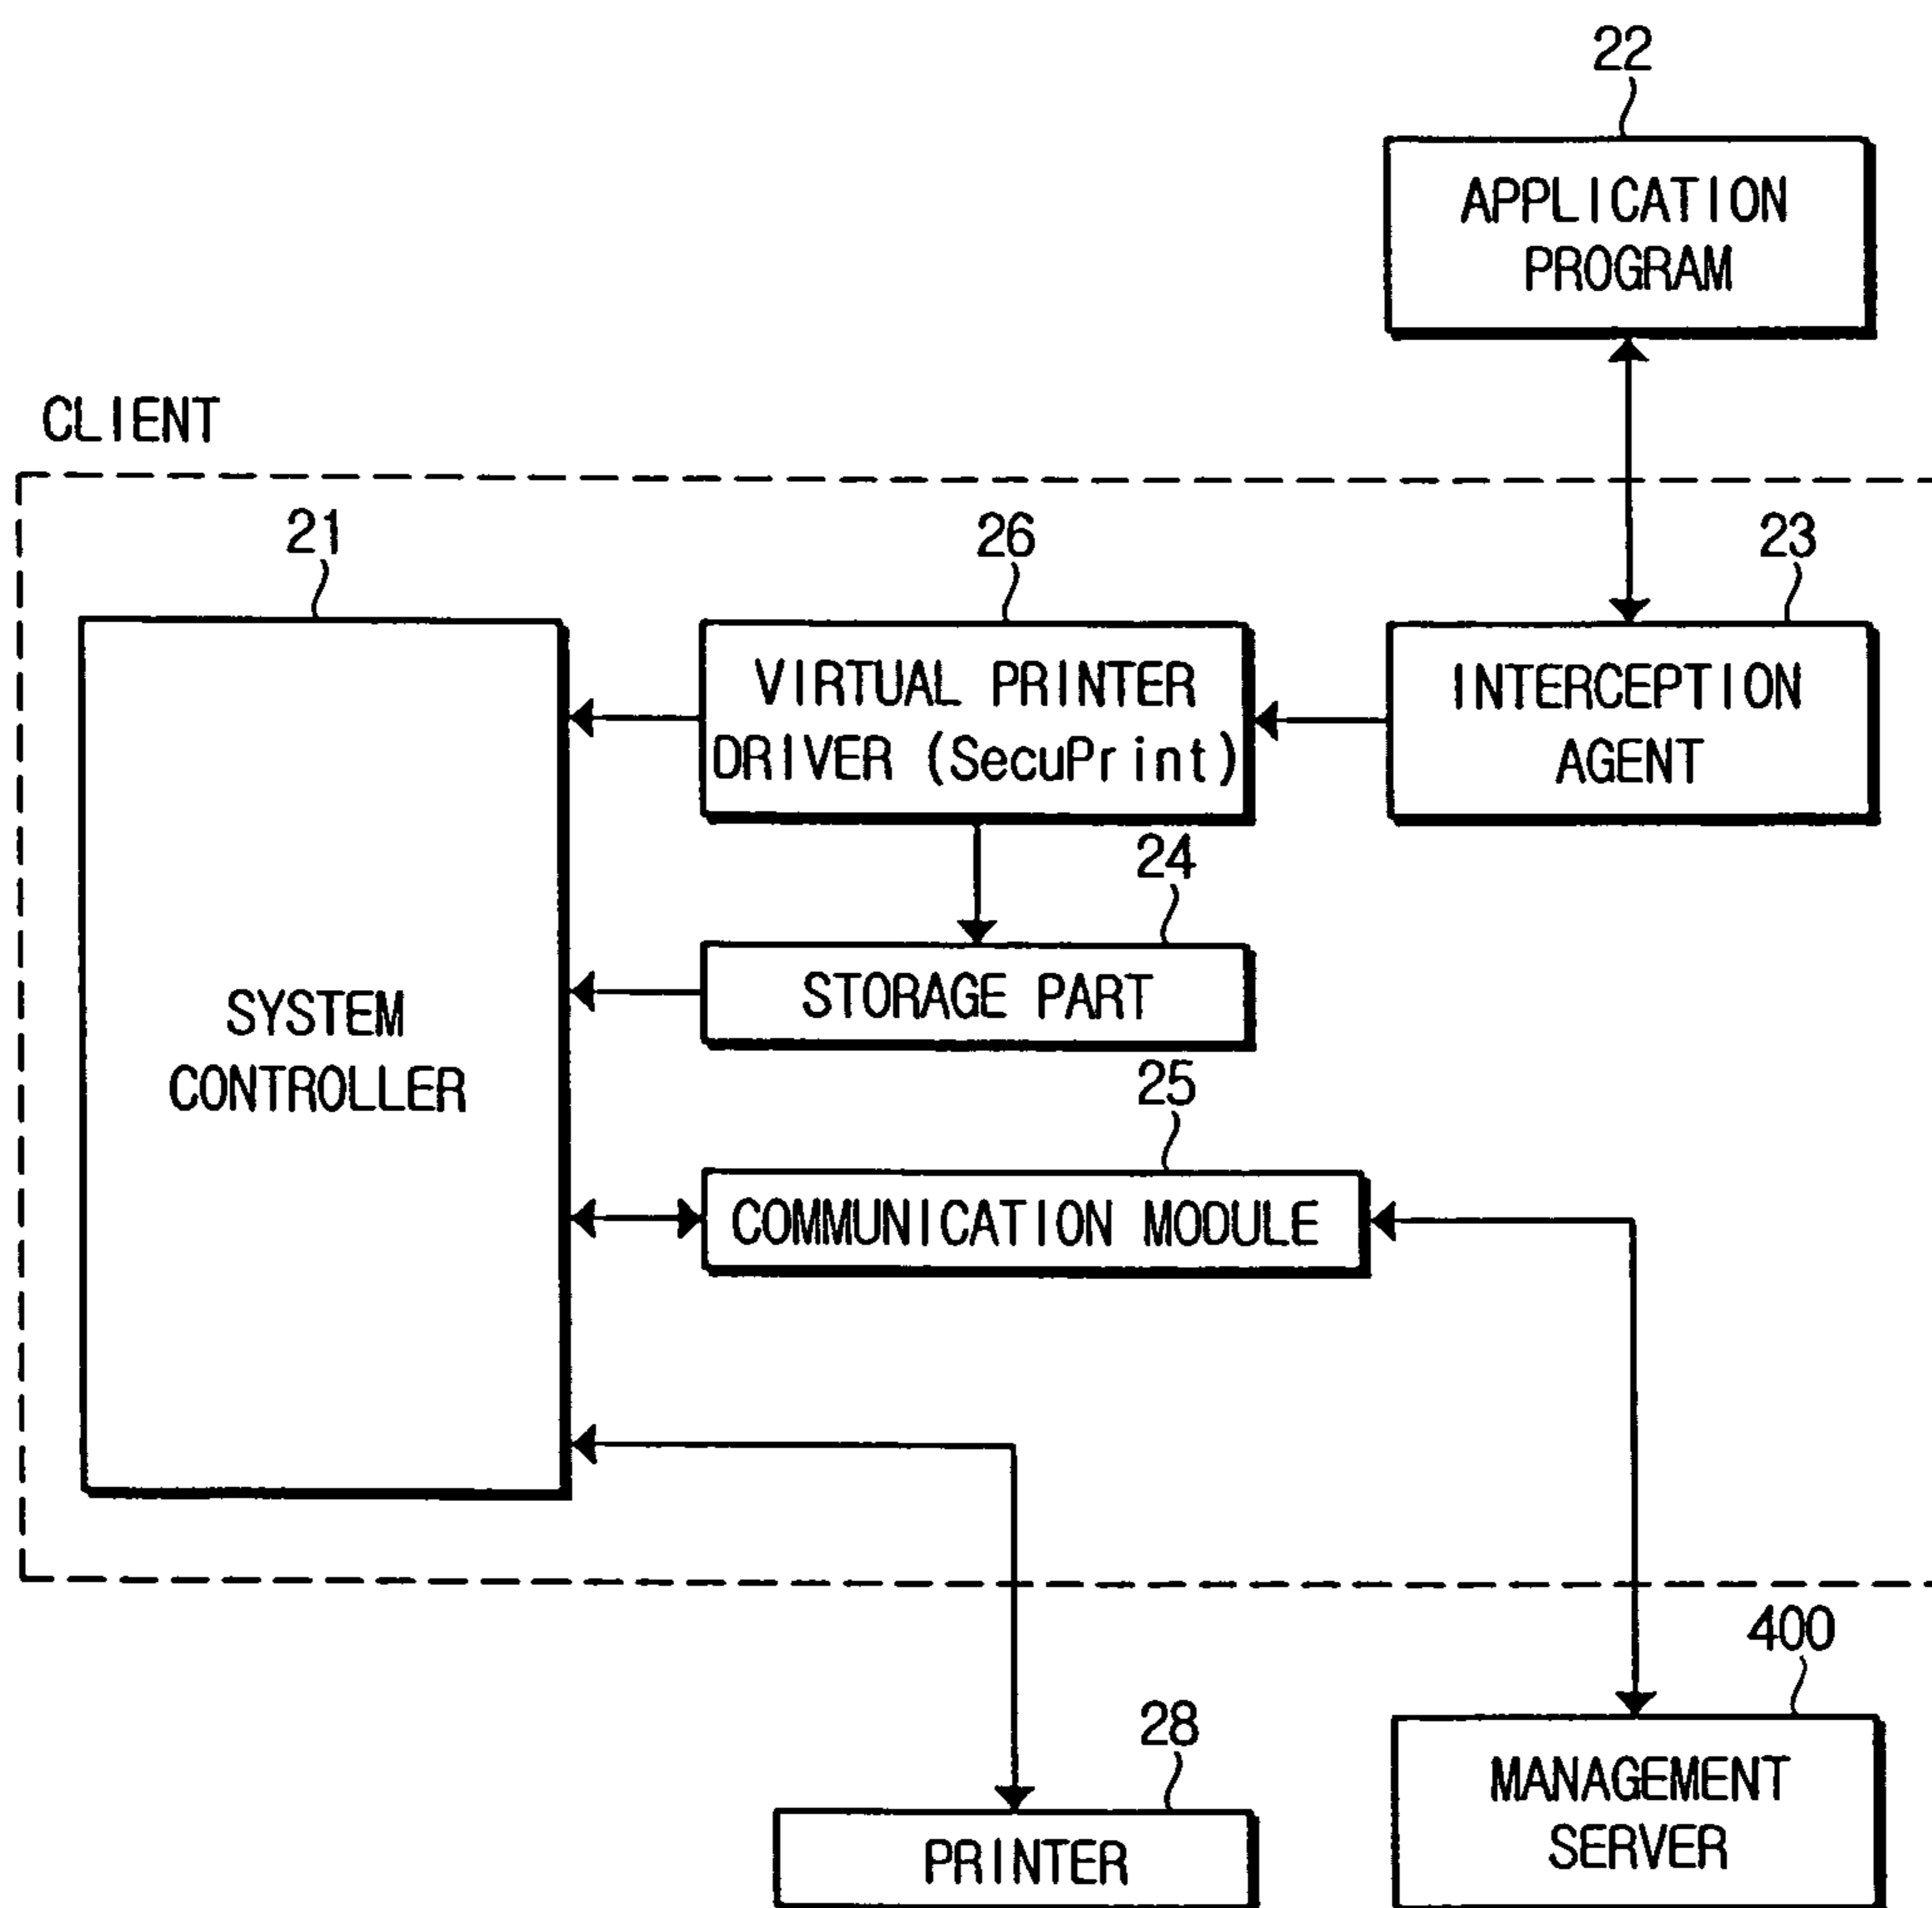 22
APPLICATION
PROGRAM
CLIENT
21
26
23
VIRTUAL PRINTER
DRIVER (SecuPrint)
INTERCEPTION
AGENT
24
STORAGE PART
SYSTEM
CONTROLLER
25
COMMUNICATION MODULE
400
28
MANAGEMENT
SERVER
PRINTER